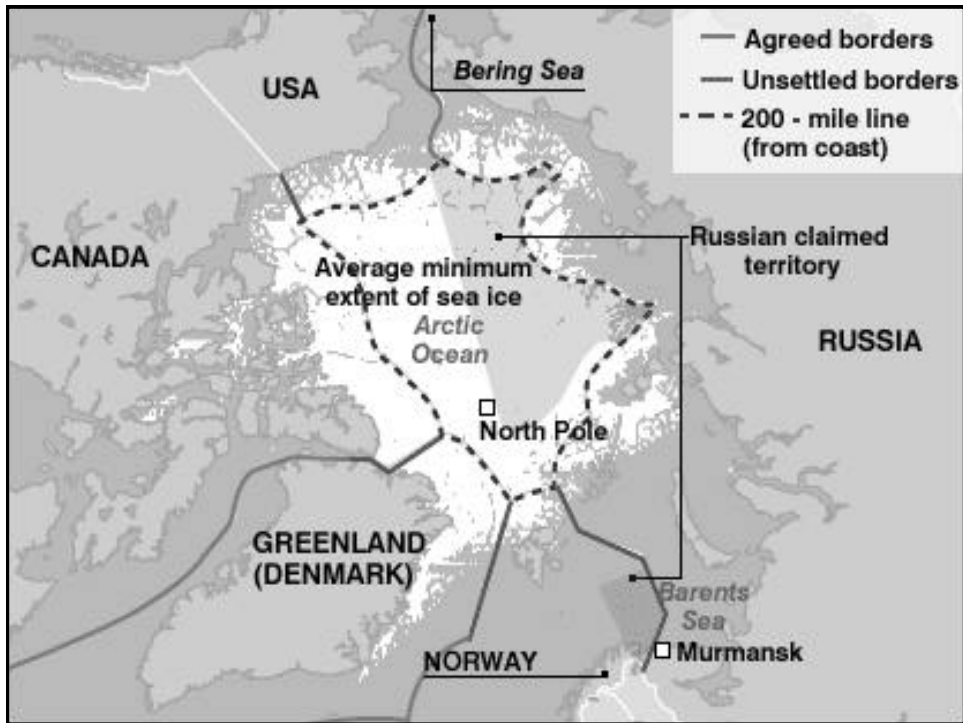 Agreed borders
Unsettled borders
200 - mile line
(from coast)
Bering Sea
USA
CANADA
Russian claimed
territory
Average minimum
extent of sea ice
Arctic
Ocean
RUSSIA
North Pole
GREENLAND
(DENMARK)
Barents
Sea
NORWAY
Murmansk